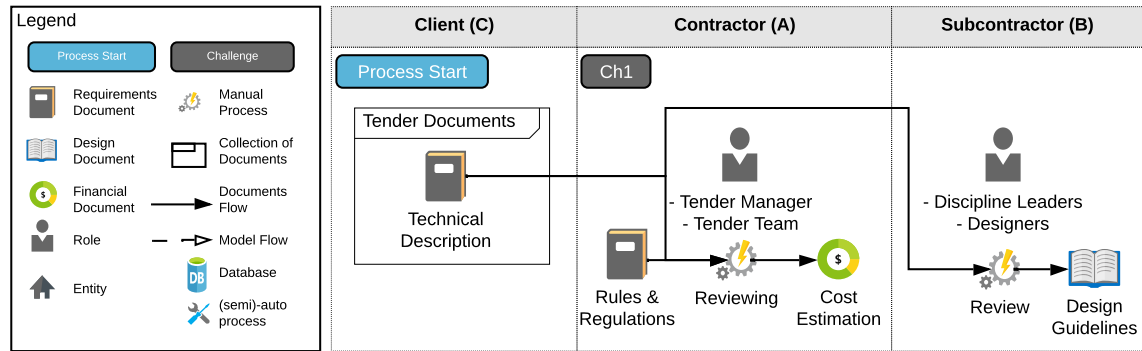 Legend
Process Start
Challenge
Requirements
Document
Manual
Process
Design
Document
Collection of
Documents
Financial
Document
Documents
Flow
Role
Model Flow
DB
Database
Entity
(semi)-auto
process
Client (C)
Contractor (A)
Subcontractor (B)
Process Start
Ch1
Tender Documents
Technical
Description
- Tender Manager
- Tender Team
- Discipline Leaders
- Designers
Rules &
Regulations
Reviewing
$
Cost
Estimation
Review
Design
Guidelines